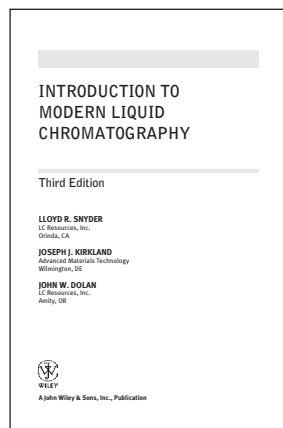 INTRODUCTION TO
MODERN LIQUID
CHROMATOGRAPHY
Third Edition
LLOYD R. SNYDER
LC Resources, Inc.
Orinda, CA
JOSEPH J. KIRKLAND
Advanced Materials Technology
Wilmington, DE
JOHN W. DOLAN
LC Resources, Inc.
Amity, OR
WILEY
A John Wiley & Sons, Inc., Publication